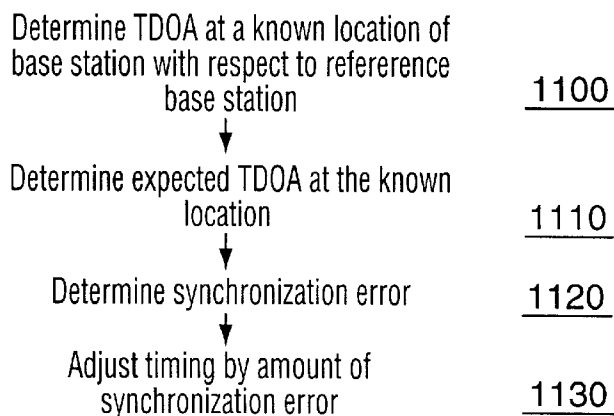 Determine TDOA at a known location of
base station with respect to refererence
base station
1100
Determine expected TDOA at the known
location
1110
Determine synchronization error
1120
Adjust timing by amount of
synchronization error
1130